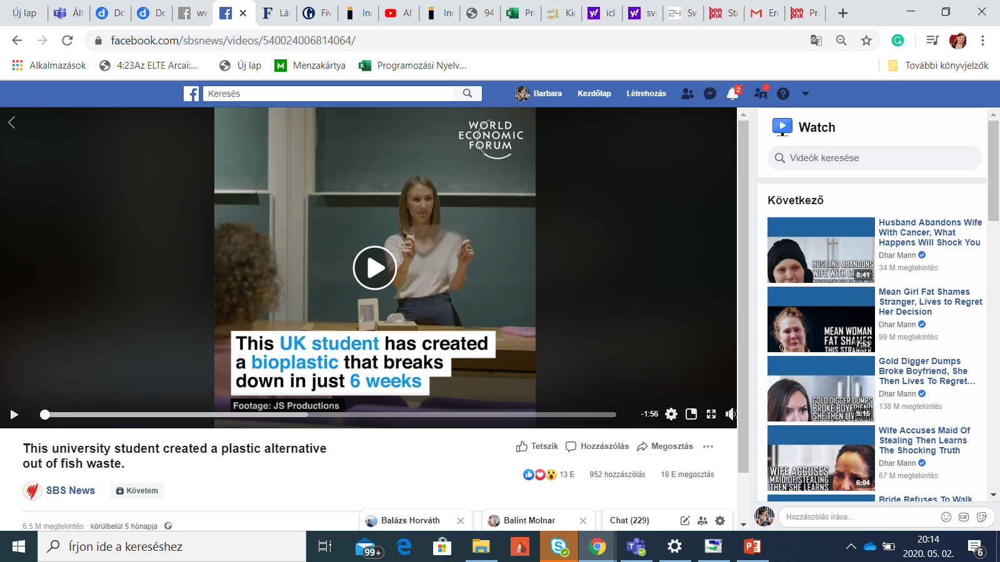 Új lap
Ált
Dc
Dc
wv
Lát
Fiv
Inc
Al
Inc
94
Pr
Kic
icl
sva
Sv
Str
Er
Pra
facebook.com/sbsnews/videos/540024006814064/
Alkalmazások
4:23Az ELTE Arcai:...
Új lap
Menzakártya
Programozási Nyelv...
További könyvjelzők
Keresés
Barbara
Kezdőlap
Létrehozás
2
WORLD
ECONOMIC
FORUM
This UK student has created
a bioplastic that breaks
down in just 6 weeks
Footage: JS Productions
-1:56
This university student created a plastic alternative
out of fish waste.
SBS News
Követem
Tetszik
Hozzászólás
Megosztás
13 E
952 hozzászólás
16 E megosztás
6,5 M megtekintés · körülbelül 5 hónapja ·
Watch
Videók keresése
Következő
HUSBAND ABANDONS
WIFE WITH CANCER
8:41
Husband Abandons Wife
With Cancer, What
Happens Will Shock You
Dhar Mann
34 M megtekintés
MEAN WOMAN
FAT SHAMES
THIS STRANGER
7:53
Mean Girl Fat Shames
Stranger, Lives to Regret
Her Decision
Dhar Mann
99 M megtekintés
GOLD DIGGER DUMPS
BROKE BOYFRIEND,
SHE THEN LIVES
9:15
Gold Digger Dumps
Broke Boyfriend, She
Then Lives To Regret...
Dhar Mann
138 M megtekintés
WIFE ACCUSES
MAID OF STEALING
THEN SHE LEARNS
6:04
Wife Accuses Maid Of
Stealing Then Learns
The Shocking Truth
Dhar Mann
67 M megtekintés
Bride Refuses To Walk
Balázs Horváth
Balint Molnar
Chat (229)
Hozzászólás írása...
GIF
Írjon ide a kereséshez
99+
20:14
2020. 05. 02.
6